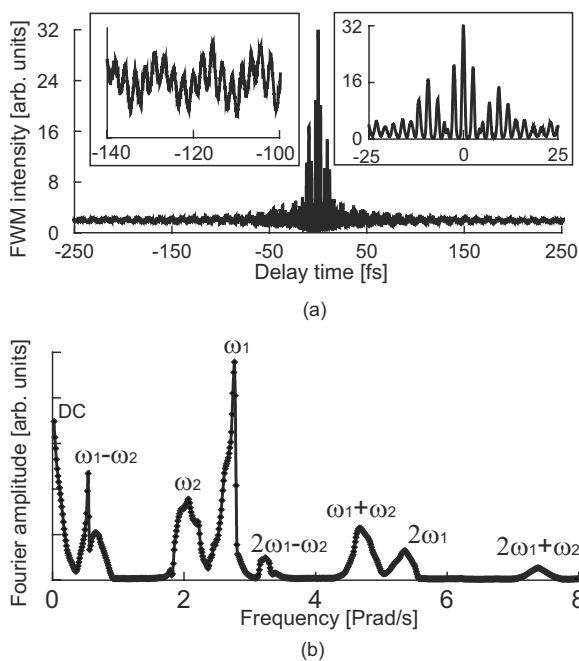 FWM intensity [arb. units]
32
24
16
8
0
-140
-120
-100
32
16
0
-25
0
25
-250
-150
-50
50
150
250
Delay time [fs]
(a)
Fourier amplitude [arb. units]
DC
ω1-ω2
ω2
ω1
2ω1-ω2
ω1+ω2
2ω1
2ω1+ω2
0
2
4
6
8
Frequency [Prad/s]
(b)